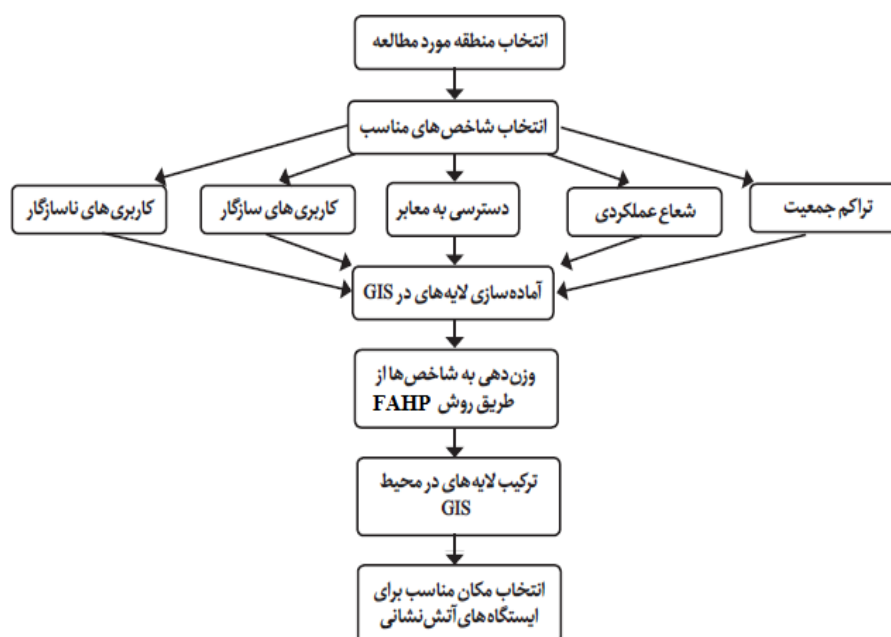 انتخاب منطقه مورد مطالعه
انتخاب شاخص‌های مناسب
تراکم جمعیت
شعاع عملکردی
دسترسی به معابر
کاربری‌های سازگار
کاربری‌های ناسازگار
آماده‌سازی لایه‌های در GIS
وزن‌دهی به شاخص‌ها از
طریق روش FAHP
ترکیب لایه‌های در محیط
GIS
انتخاب مکان مناسب برای
ایستگاه‌های آتش‌نشانی